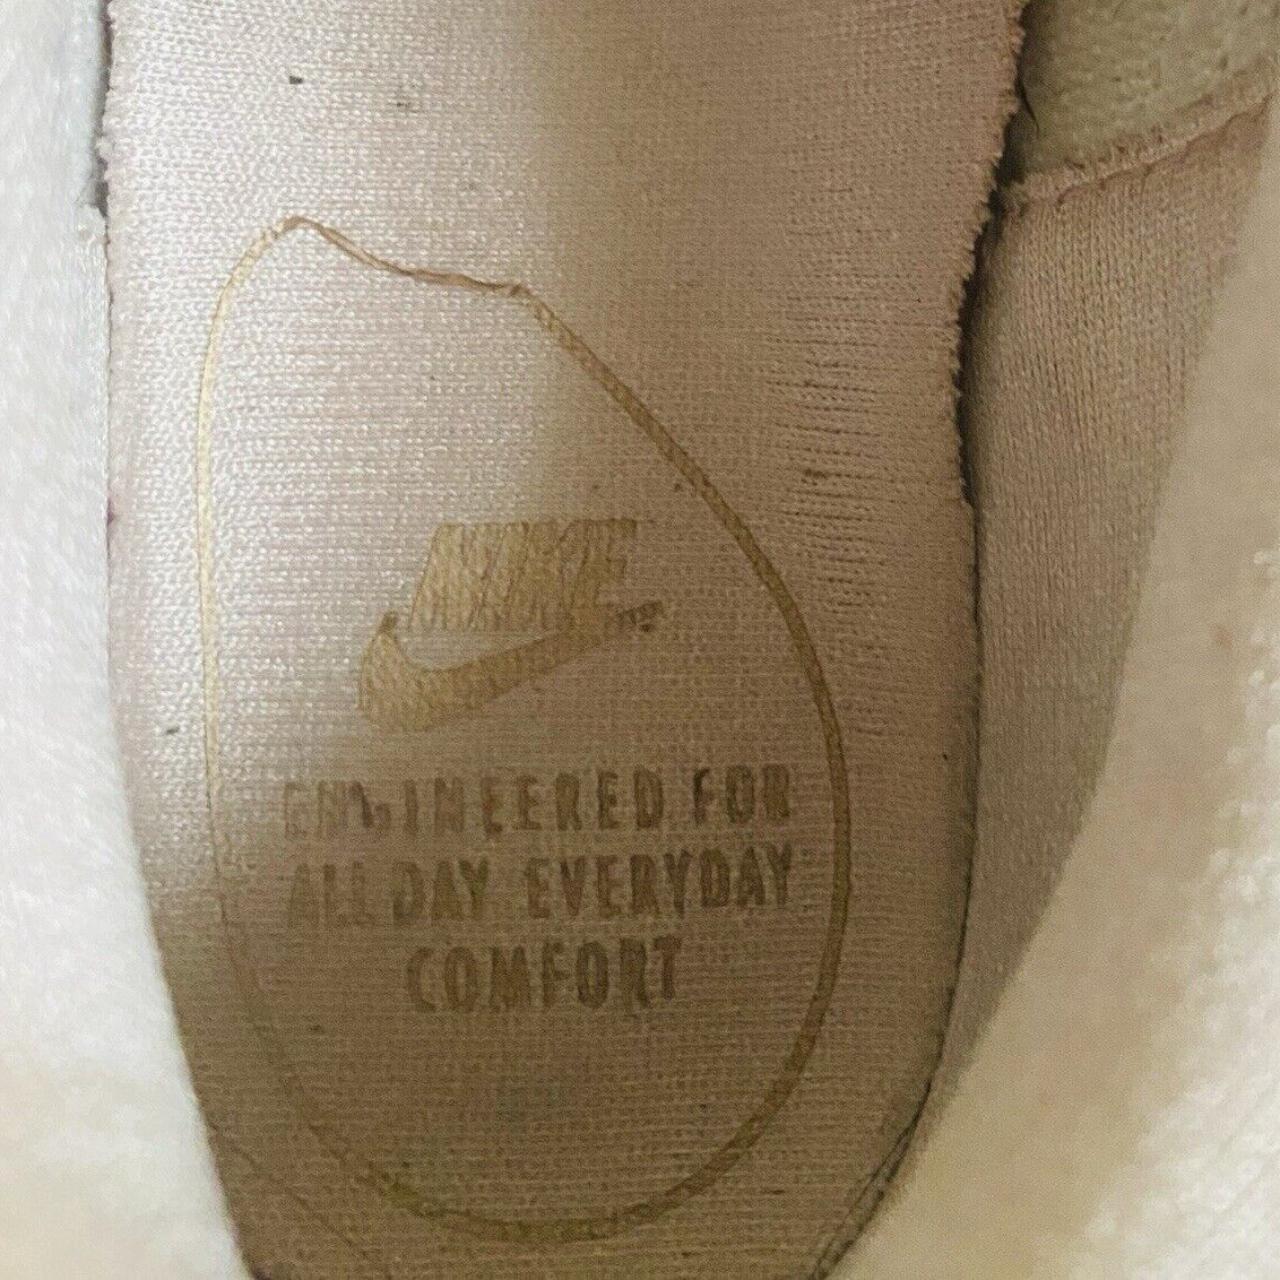 NIKE
ENGINEERED FOR
ALL DAY EVERYDAY
COMFORT